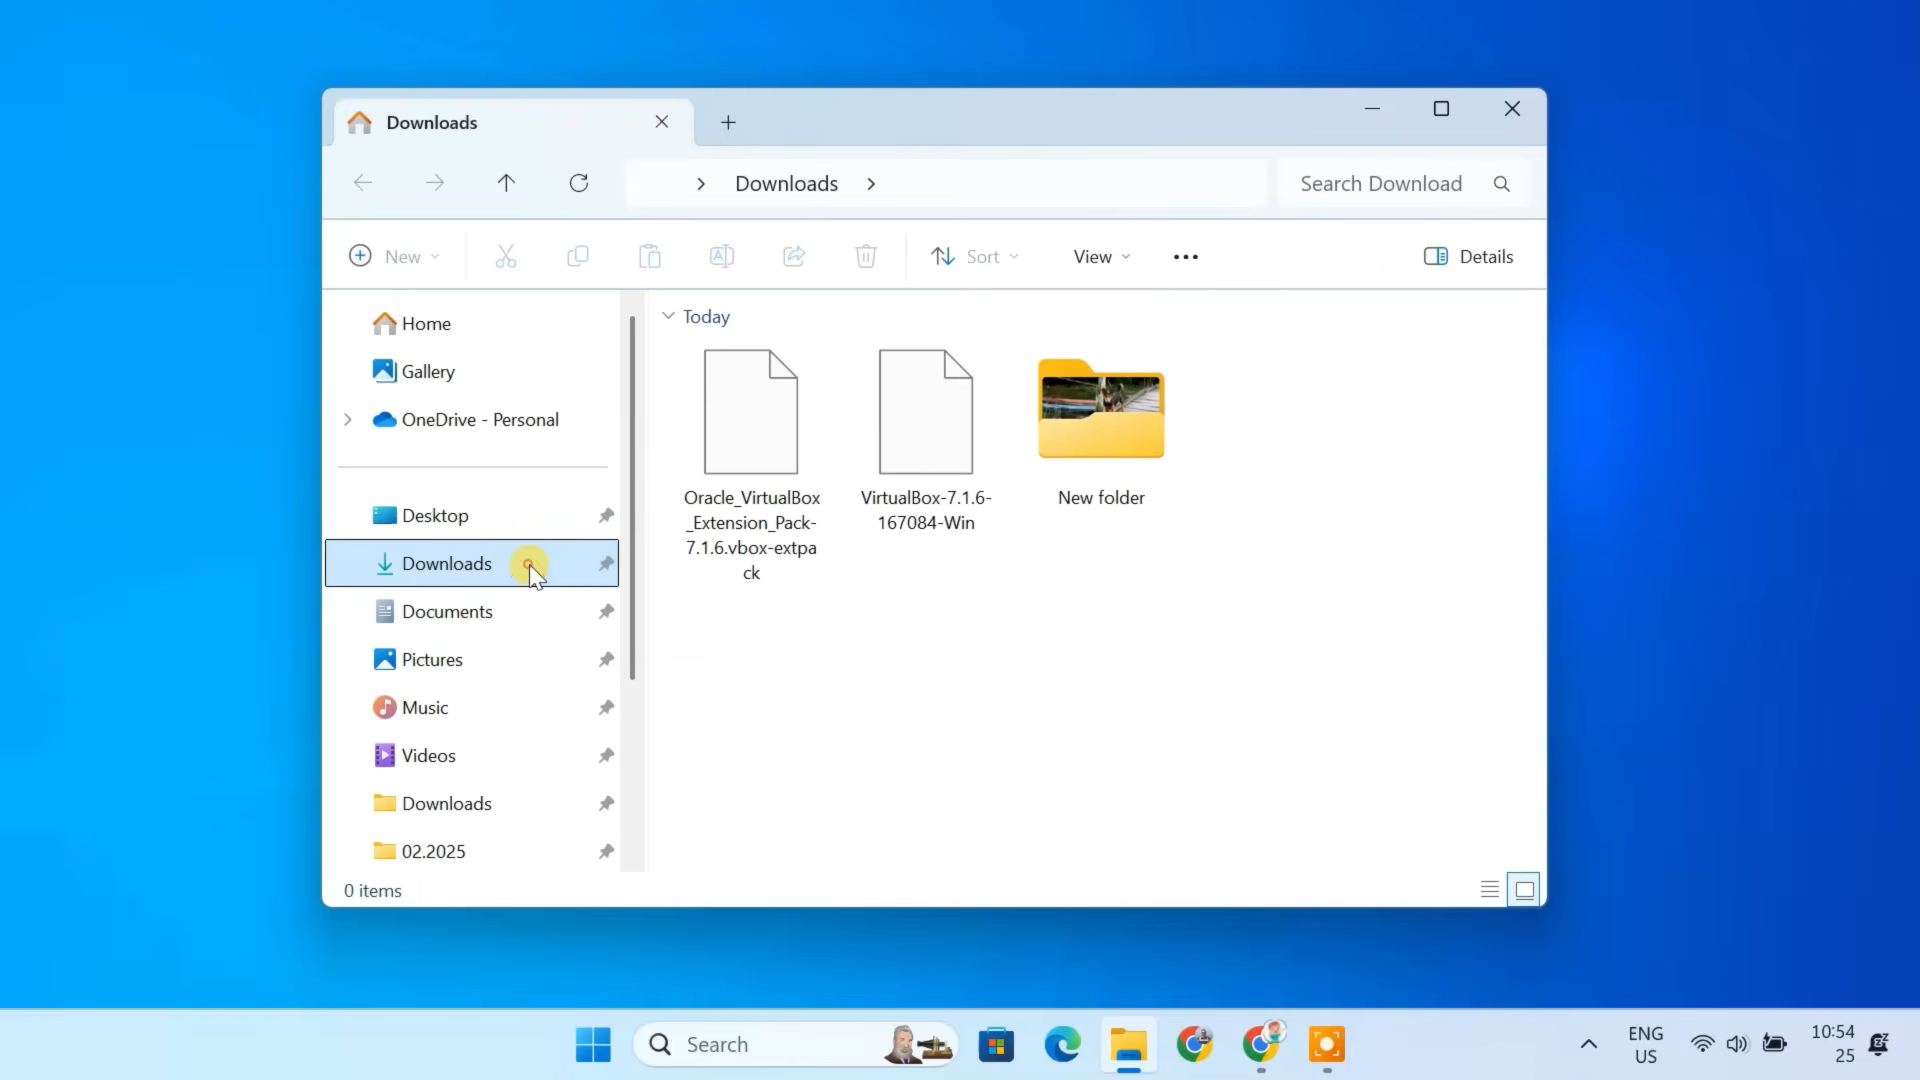 Downloads
Downloads
Search Download
New
Sort
View
Details
Home
Gallery
OneDrive - Personal
Desktop
Downloads
Documents
Pictures
Music
Videos
Downloads
02.2025
Today
Oracle_VirtualBox
_Extension_Pack-
7.1.6.vbox-extpa
ck
VirtualBox-7.1.6-
167084-Win
New folder
0 items
Search
ENG
US
10:54
25